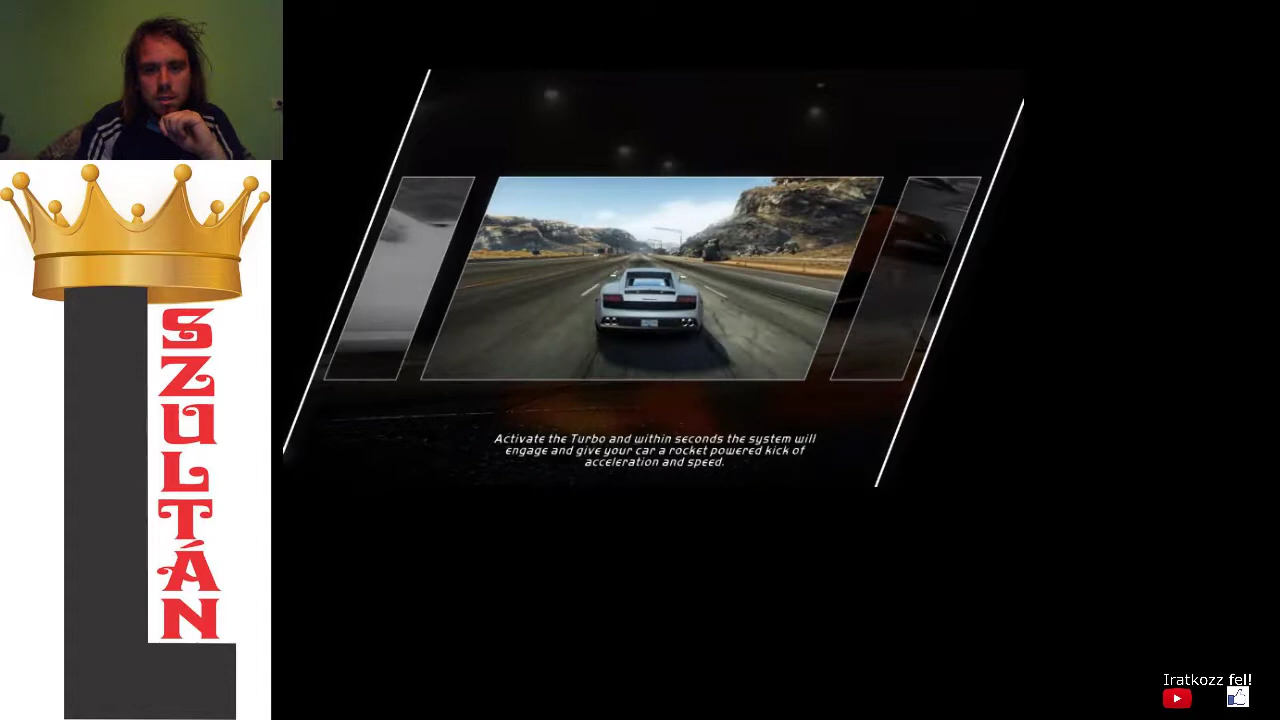 L
SZULTÁN
Activate the Turbo and within seconds the system will
engage and give your car a rocket powered kick of
acceleration and speed.
Iratkozz fel!